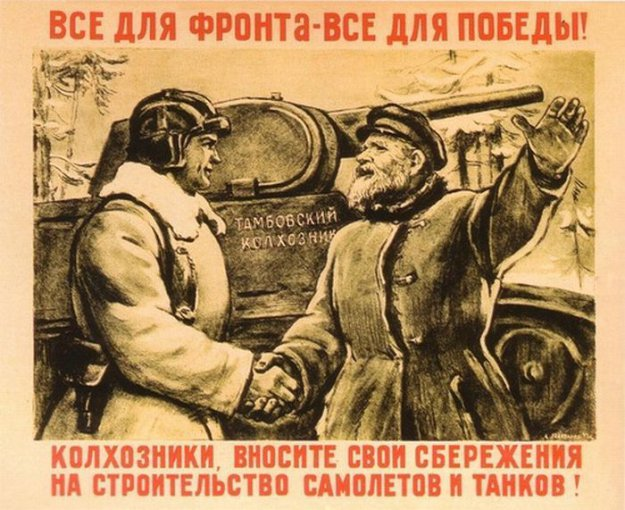 ВСЕ ДЛЯ ФРОНТА-ВСЕ ДЛЯ ПОБЕДЫ!
ТАМБОВСКИЙ
КОЛХОЗНИК
КОЛХОЗНИКИ, ВНОСИТЕ СВОИ СБЕРЕЖЕНИЯ
НА СТРОИТЕЛЬСТВО САМОЛЕТОВ И ТАНКОВ!